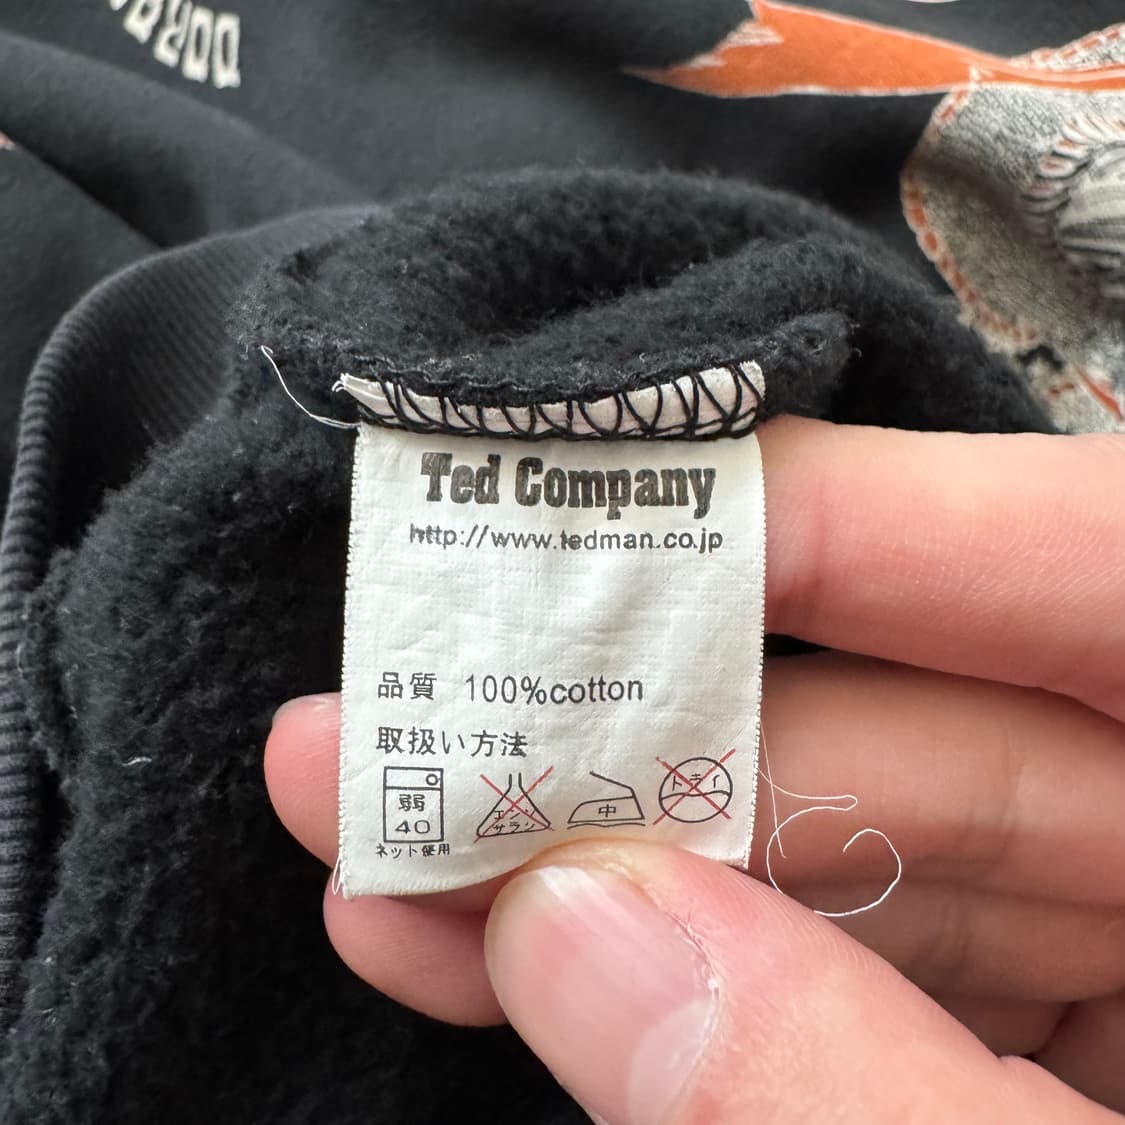 Ted Company
http://www.tedman.co.jp
品質 100%cotton
取扱い方法
弱
40
エンソ
サラシ
中
ドライ
ネット使用